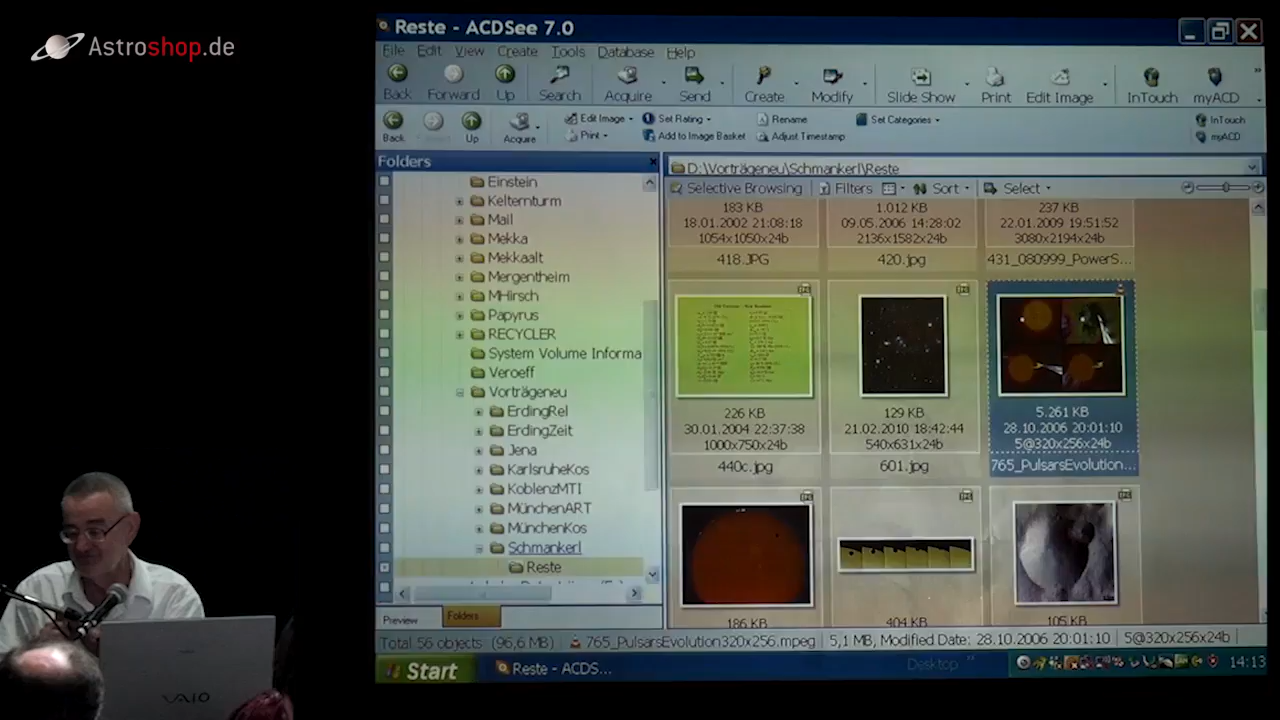 Astroshop.de
Reste - ACDSee 7.0
File Edit View Create Tools Database Help
Back Forward Up Search Acquire Send Create Modify Slide Show Print Edit Image InTouch myACD
Edit Image Set Rating Rename Set Categories InTouch
Back Up Acquire Print Add to Image Basket Adjust Timestamp myACD
Folders
D:\Vorträgeneu\Schmankerl\Reste
Selective Browsing Filters Sort Select
Einstein
Kelternturm
Mail
Mekka
Mekkaalt
Mergentheim
MHirsch
Papyrus
RECYCLER
System Volume Informa
Veroeff
Vorträgeneu
ErdingRel
ErdingZeit
Jena
KarlsruheKos
KoblenzMTI
MünchenART
MünchenKos
Schmankerl
Reste
Preview Folders
183 KB
18.01.2002 21:08:18
1054x1050x24b
418.JPG
1.012 KB
09.05.2006 14:28:02
2136x1582x24b
420.jpg
237 KB
22.01.2009 19:51:52
3080x2194x24b
431_080999_PowerS...
226 KB
30.01.2004 22:37:38
1000x750x24b
440c.jpg
129 KB
21.02.2010 18:42:44
540x631x24b
601.jpg
5.261 KB
28.10.2006 20:01:10
5@320x256x24b
765_PulsarsEvolution...
186 KB
404 KB
105 KB
Total 56 objects (96,6 MB) 765_PulsarsEvolution320x256.mpeg 5,1 MB, Modified Date: 28.10.2006 20:01:10 5@320x256x24b
Start Reste - ACDS... Desktop 14:13
VAIO